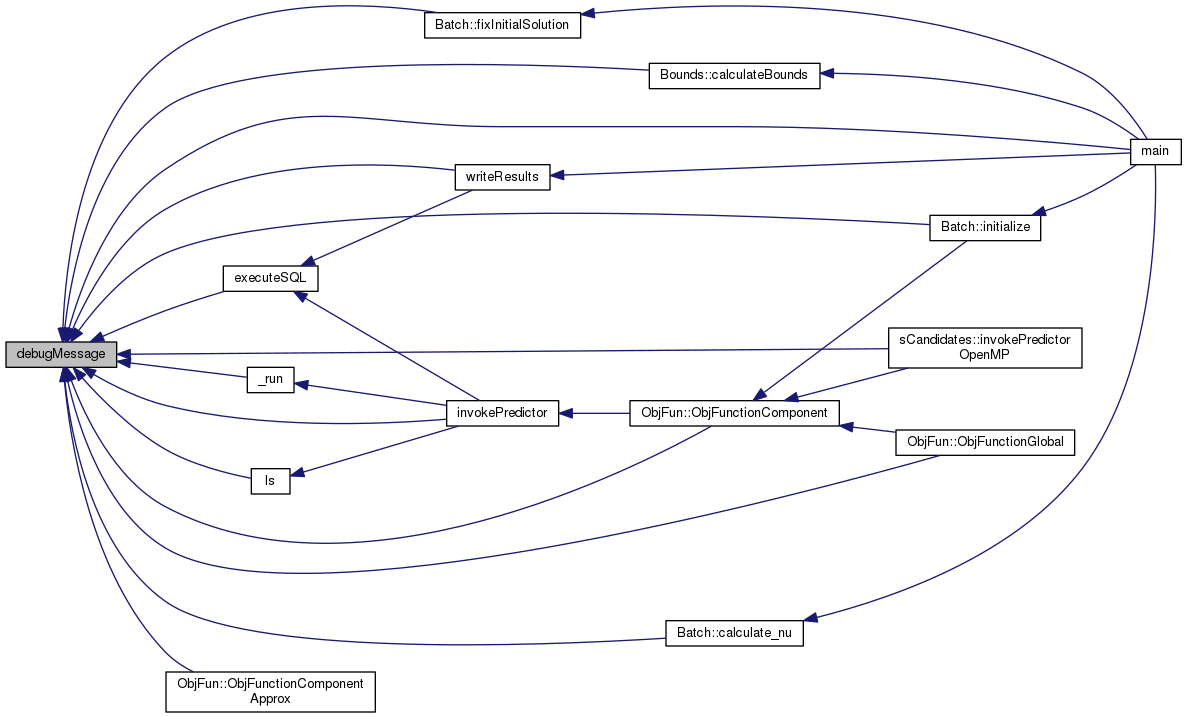 Batch::fixInitialSolution
Bounds::calculateBounds
main
writeResults
Batch::initialize
executeSQL
sCandidates::invokePredictor
OpenMP
debugMessage
_run
invokePredictor
ObjFun::ObjFunctionComponent
ObjFun::ObjFunctionGlobal
ls
Batch::calculate_nu
ObjFun::ObjFunctionComponent
Approx